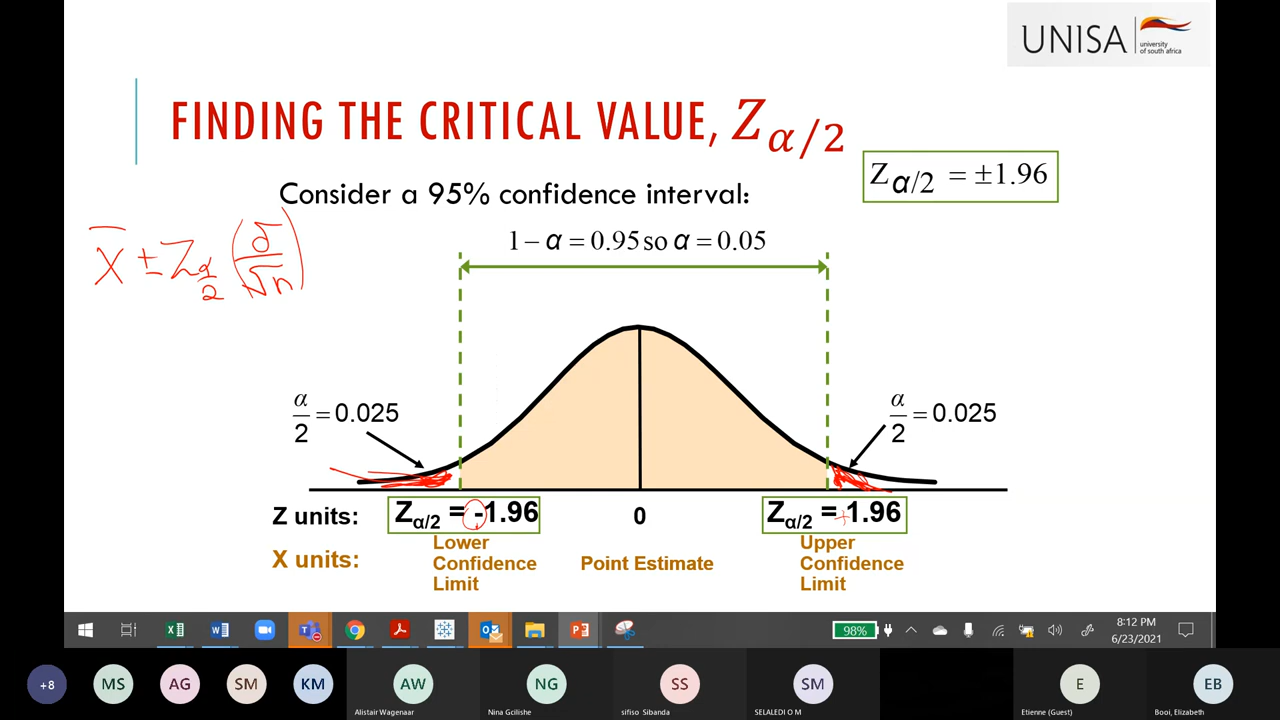 UNISA
university
of south africa
FINDING THE CRITICAL VALUE, Z α/2
Z α/2 = ±1.96
Consider a 95% confidence interval:
1 – α = 0.95 so α = 0.05
X̄ ± Z α/2 (σ/√n)
α/2 = 0.025
α/2 = 0.025
Z units:
Zα/2 = -1.96
0
Zα/2 = +1.96
X units:
Lower
Confidence
Limit
Point Estimate
Upper
Confidence
Limit
98%
8:12 PM
6/23/2021
+8
MS
AG
SM
KM
AW
Alistair Wagenaar
NG
Nina Gcilishe
SS
sifiso Sibanda
SM
SELALEDI O M
E
Etienne (Guest)
EB
Booi, Elizabeth